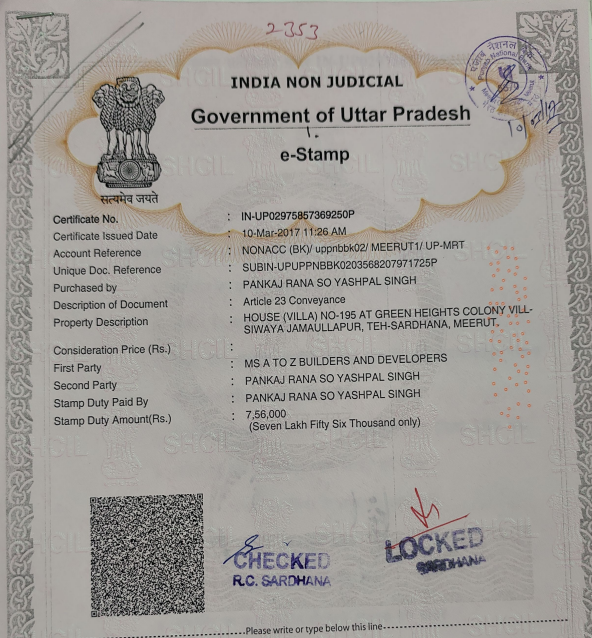 2353
INDIA NON JUDICIAL
Government of Uttar Pradesh
e-Stamp
सत्यमेव जयते
Certificate No. : IN-UP02975857369250P
Certificate Issued Date : 10-Mar-2017 11:26 AM
Account Reference : NONACC (BK)/ uppnbbk02/ MEERUT1/ UP-MRT
Unique Doc. Reference : SUBIN-UPUPPNBBK0203568207971725P
Purchased by : PANKAJ RANA SO YASHPAL SINGH
Description of Document : Article 23 Conveyance
Property Description : HOUSE (VILLA) NO-195 AT GREEN HEIGHTS COLONY VILL-
SIWAYA JAMAULLAPUR, TEH-SARDHANA, MEERUT.
Consideration Price (Rs.) :
First Party : MS A TO Z BUILDERS AND DEVELOPERS
Second Party : PANKAJ RANA SO YASHPAL SINGH
Stamp Duty Paid By : PANKAJ RANA SO YASHPAL SINGH
Stamp Duty Amount(Rs.) : 7,56,000
(Seven Lakh Fifty Six Thousand only)
CHECKED
R.C. SARDHANA
LOCKED
SARDHANA
Please write or type below this line